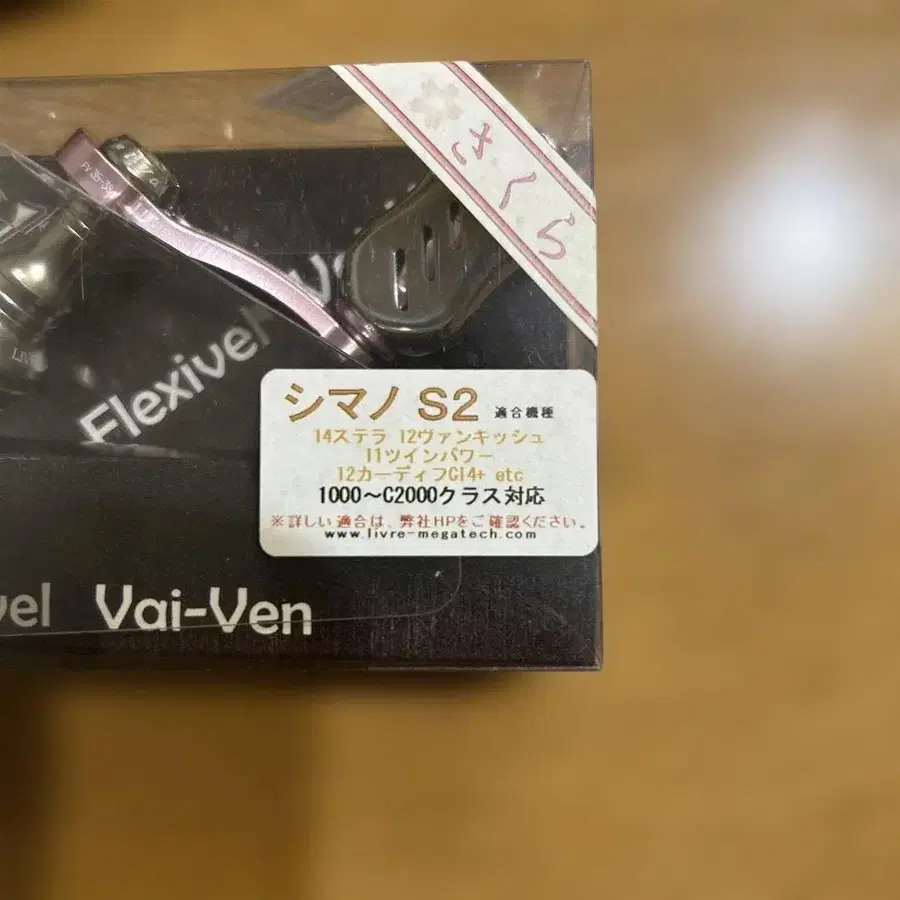 さくら
FV35-38
Flexivel
シマノ S2 適合機種
14ステラ 12ヴァンキッシュ
11ツインパワー
12カーディフCI4+ etc
1000〜C2000クラス対応
※詳しい適合は、弊社HPをご確認ください。
www.livre-megatech.com
vel Vai-Ven